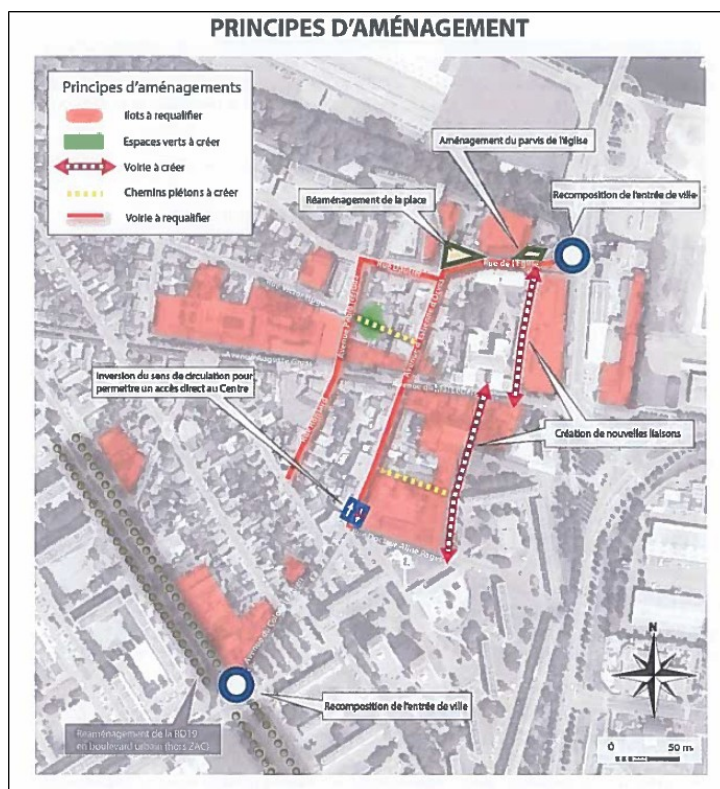 PRINCIPES D'AMÉNAGEMENT
Principes d'aménagements
Ilots à requalifier
Espaces verts à créer
Voirie à créer
Chemins piétons à créer
Voirie à requalifier
Aménagement du parvis de l'église
Réaménagement de la place
Recomposition de l'entrée de ville
Rue de l'Eglise
Inversion du sens de circulation pour
permettre un accès direct au Centre
Création de nouvelles liaisons
Recomposition de l'entrée de ville
Réaménagement de la RD19
en boulevard urbain (hors ZAC)
N
0 50 m